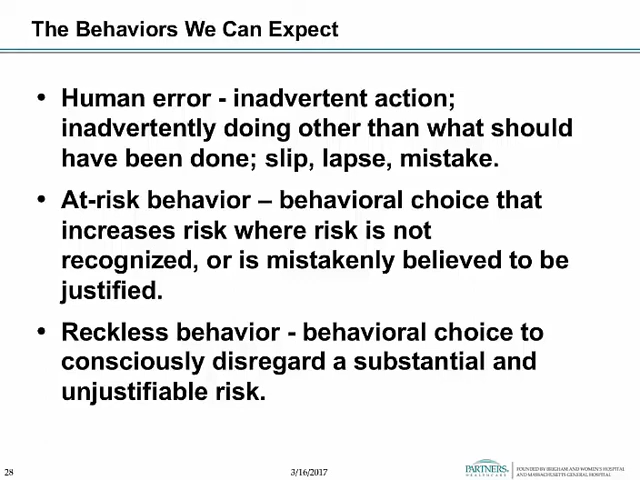 The Behaviors We Can Expect
• Human error - inadvertent action;
inadvertently doing other than what should
have been done; slip, lapse, mistake.
• At-risk behavior – behavioral choice that
increases risk where risk is not
recognized, or is mistakenly believed to be
justified.
• Reckless behavior - behavioral choice to
consciously disregard a substantial and
unjustifiable risk.
28
3/16/2017
PARTNERS.
HEALTHCARE
FOUNDED BY BRIGHAM AND WOMEN'S HOSPITAL
AND MASSACHUSETTS GENERAL HOSPITAL